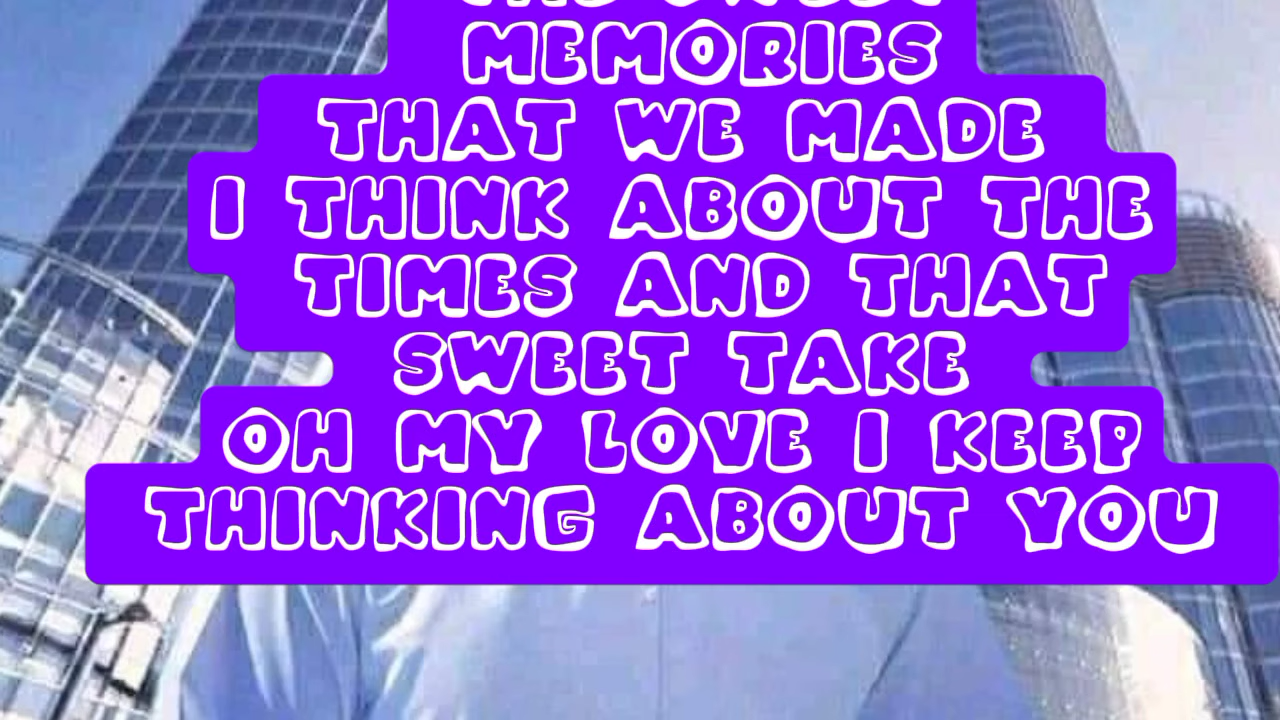 MEMORIES
THAT WE MADE
I THINK ABOUT THE
TIMES AND THAT
SWEET TAKE
OH MY LOVE I KEEP
THINKING ABOUT YOU